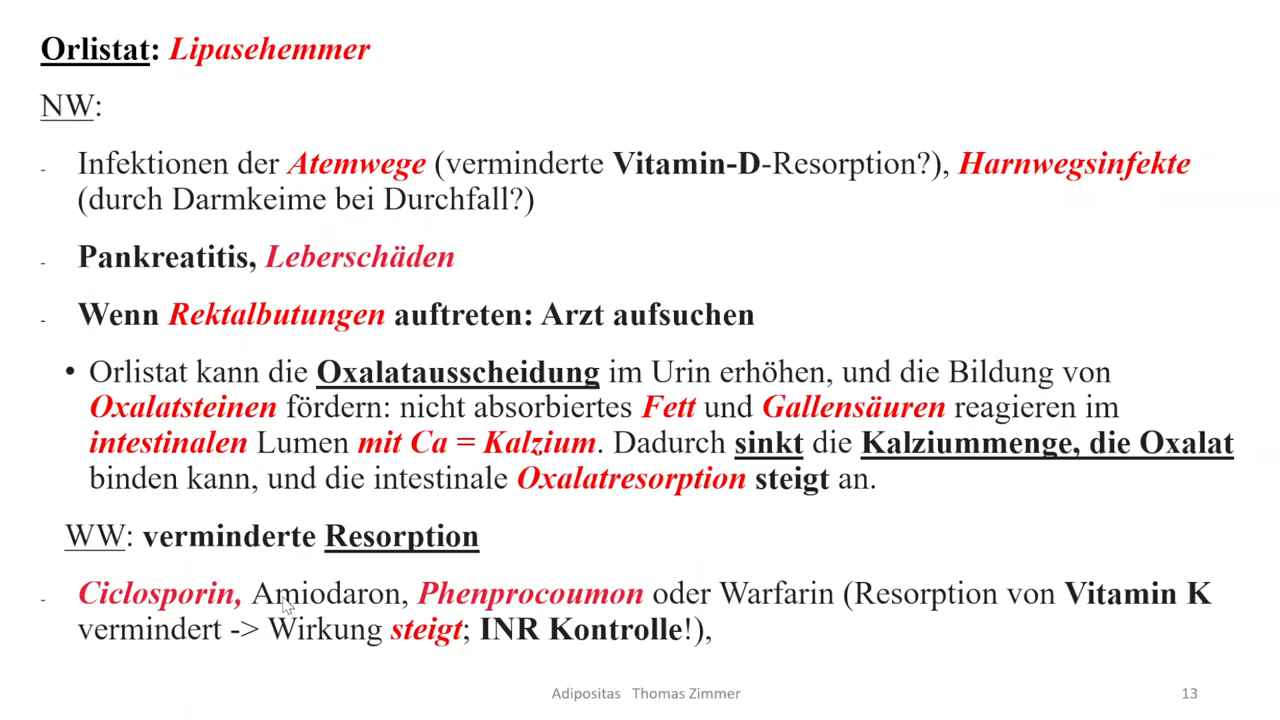 Orlistat: Lipasehemmer
NW:
- Infektionen der Atemwege (verminderte Vitamin-D-Resorption?), Harnwegsinfekte
(durch Darmkeime bei Durchfall?)
- Pankreatitis, Leberschäden
- Wenn Rektalbutungen auftreten: Arzt aufsuchen
• Orlistat kann die Oxalatausscheidung im Urin erhöhen, und die Bildung von
Oxalatsteinen fördern: nicht absorbiertes Fett und Gallensäuren reagieren im
intestinalen Lumen mit Ca = Kalzium. Dadurch sinkt die Kalziummenge, die Oxalat
binden kann, und die intestinale Oxalatresorption steigt an.
WW: verminderte Resorption
- Ciclosporin, Amiodaron, Phenprocoumon oder Warfarin (Resorption von Vitamin K
vermindert -> Wirkung steigt; INR Kontrolle!),
Adipositas Thomas Zimmer 13